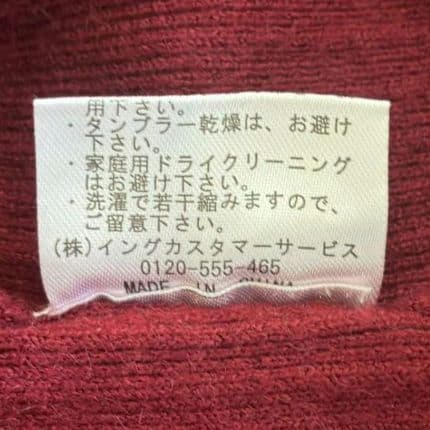 用下さい。
・タンブラー乾燥は、お避け
下さい。
・家庭用ドライクリーニング
はお避け下さい。
・洗濯で若干縮みますので、
ご留意下さい。
(株)イングカスタマーサービス
0120-555-465
MADE IN CHINA